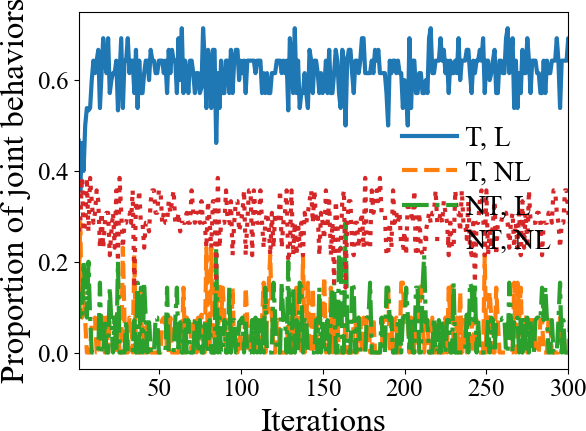 Proportion of joint behaviors
0.6
0.4
0.2
0.0
T, L
T, NL
NT, L
NT, NL
50
100
150
200
250
300
Iterations